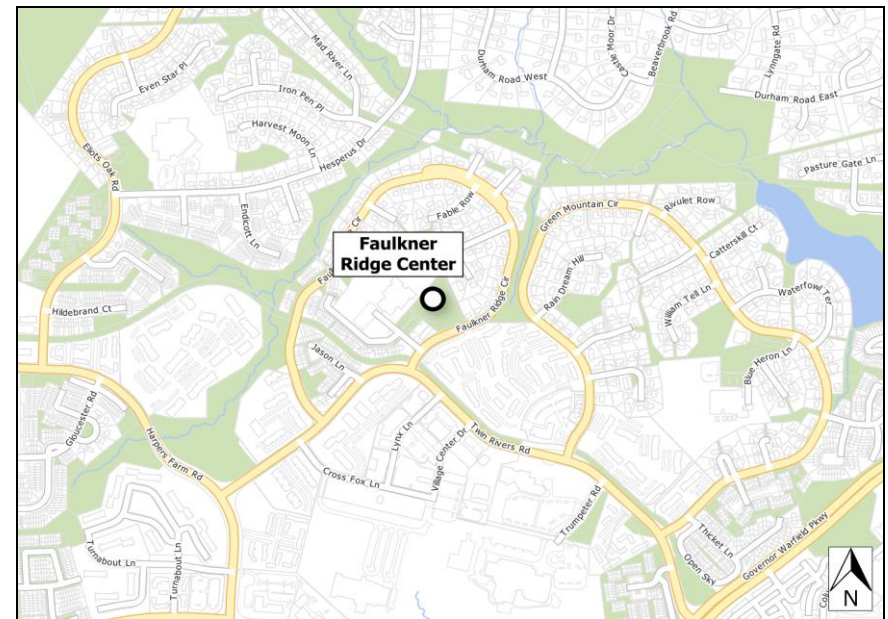 Mad River Ln
Durham Road West
Castle Moor Dr
Beaverbrook Rd
Lynngate Rd
Durham Road East
Even Star Pl
Iron Pen Pl
Harvest Moon Ln
Hesperus Dr
Eliots Oak Rd
Pasture Gate Ln
Endicott Ln
Fable Row
Green Mountain Cir
Rivulet Row
Catterskill Ct
Faulkner
Ridge Center
Rain Dream Hill
William Tell Ln
Waterfowl Ter
Hildebrand Ct
Faulkner Ridge Cir
Jason Ln
Blue Heron Ln
Gloucester Rd
Harpers Farm Rd
Lynx Ln
Village Center Dr
Twin Rivers Rd
Cross Fox Ln
Trumpeter Rd
Turnabout Ln
Turnabout Ln
Thicket Ln
Open Sky
Governor Warfield Pkwy
N